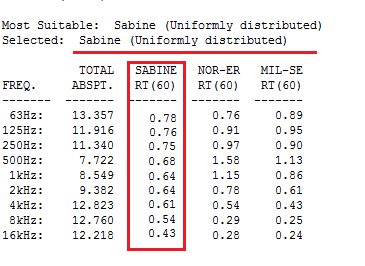 Most Suitable: Sabine (Uniformly distributed)
Selected: Sabine (Uniformly distributed)
TOTAL SABINE NOR-ER MIL-SE
FREQ. ABSPT. RT(60) RT(60) RT(60)
------- ------- ------- ------- -------
63Hz: 13.357 0.78 0.76 0.89
125Hz: 11.916 0.76 0.91 0.95
250Hz: 11.340 0.75 0.97 0.90
500Hz: 7.722 0.68 1.58 1.13
1kHz: 8.549 0.64 1.15 0.86
2kHz: 9.382 0.64 0.78 0.61
4kHz: 12.823 0.61 0.54 0.43
8kHz: 12.760 0.54 0.29 0.25
16kHz: 12.218 0.43 0.28 0.24